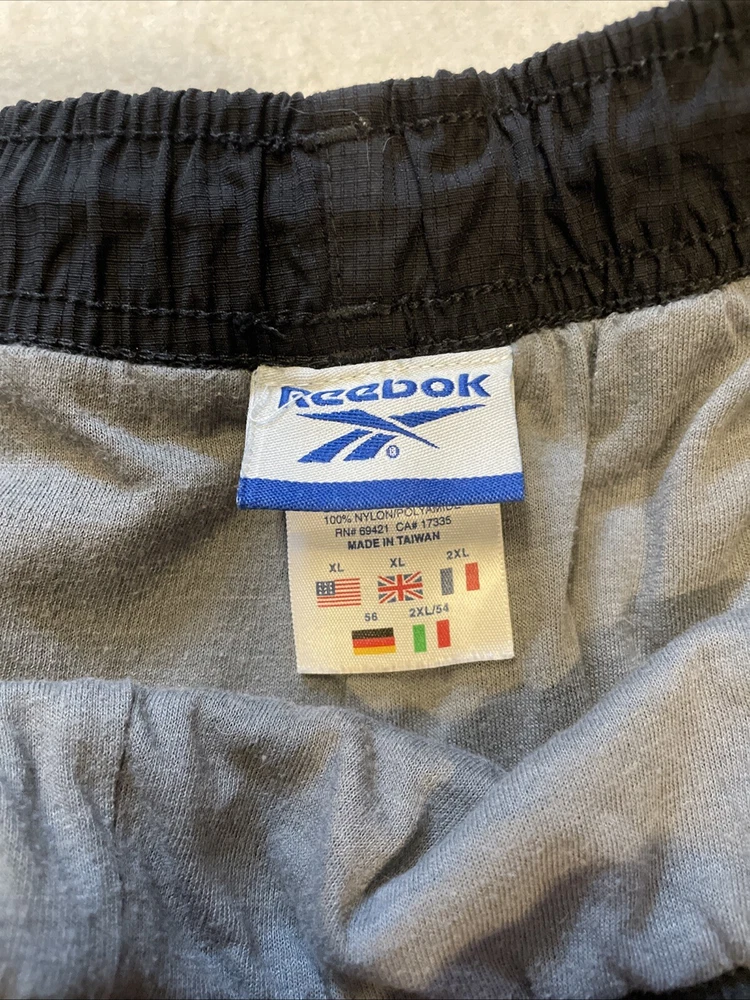 Reebok
®
100% NYLON/POLYAMIDE
RN# 69421 CA# 17335
MADE IN TAIWAN
XL XL 2XL
56 2XL/54